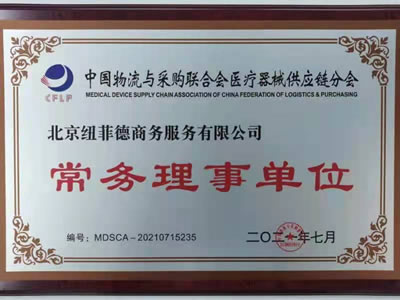 中国物流与采购联合会医疗器械供应链分会
CFLP
MEDICAL DEVICE SUPPLY CHAIN ASSOCIATION OF CHINA FEDERATION OF LOGISTICS & PURCHASING
北京纽菲德商务服务有限公司
常务理事单位
编号：MDSCA－20210715235
二〇二一年七月